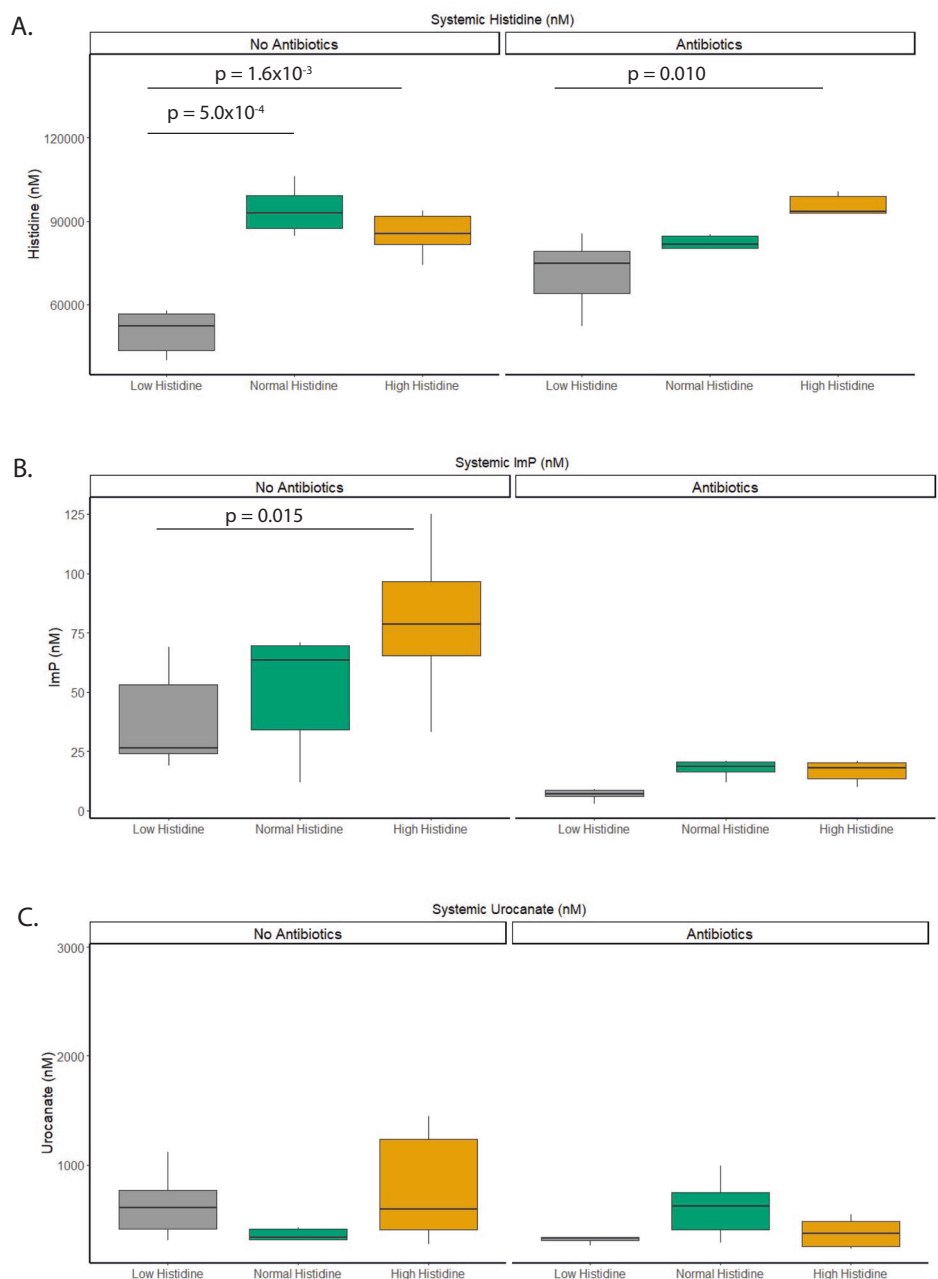 A.
Systemic Histidine (nM)
No Antibiotics
Antibiotics
p = 1.6x10⁻³
p = 0.010
p = 5.0x10⁻⁴
120000
90000
60000
Histidine (nM)
Low Histidine Normal Histidine High Histidine
Low Histidine Normal Histidine High Histidine
B.
Systemic ImP (nM)
No Antibiotics
Antibiotics
p = 0.015
125
100
75
50
25
0
ImP (nM)
Low Histidine Normal Histidine High Histidine
Low Histidine Normal Histidine High Histidine
C.
Systemic Urocanate (nM)
No Antibiotics
Antibiotics
3000
2000
1000
Urocanate (nM)
Low Histidine Normal Histidine High Histidine
Low Histidine Normal Histidine High Histidine